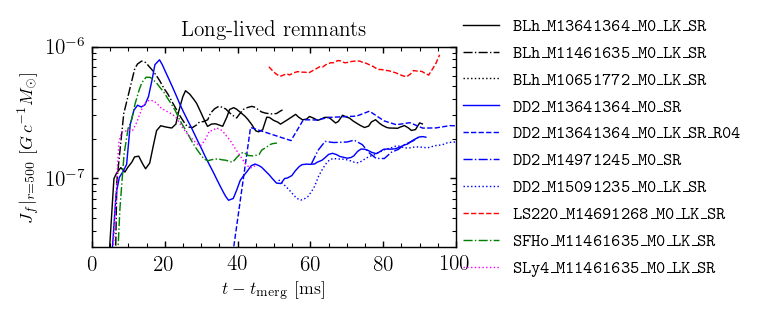 Long-lived remnants
10^{-6}
10^{-7}
J_f|_{r=500} [G c^{-1} M_⊙]
0 20 40 60 80 100
t − t_merg [ms]
BLh_M13641364_M0_LK_SR
BLh_M11461635_M0_LK_SR
BLh_M10651772_M0_LK_SR
DD2_M13641364_M0_SR
DD2_M13641364_M0_LK_SR_R04
DD2_M14971245_M0_SR
DD2_M15091235_M0_LK_SR
LS220_M14691268_M0_LK_SR
SFHo_M11461635_M0_LK_SR
SLy4_M11461635_M0_LK_SR